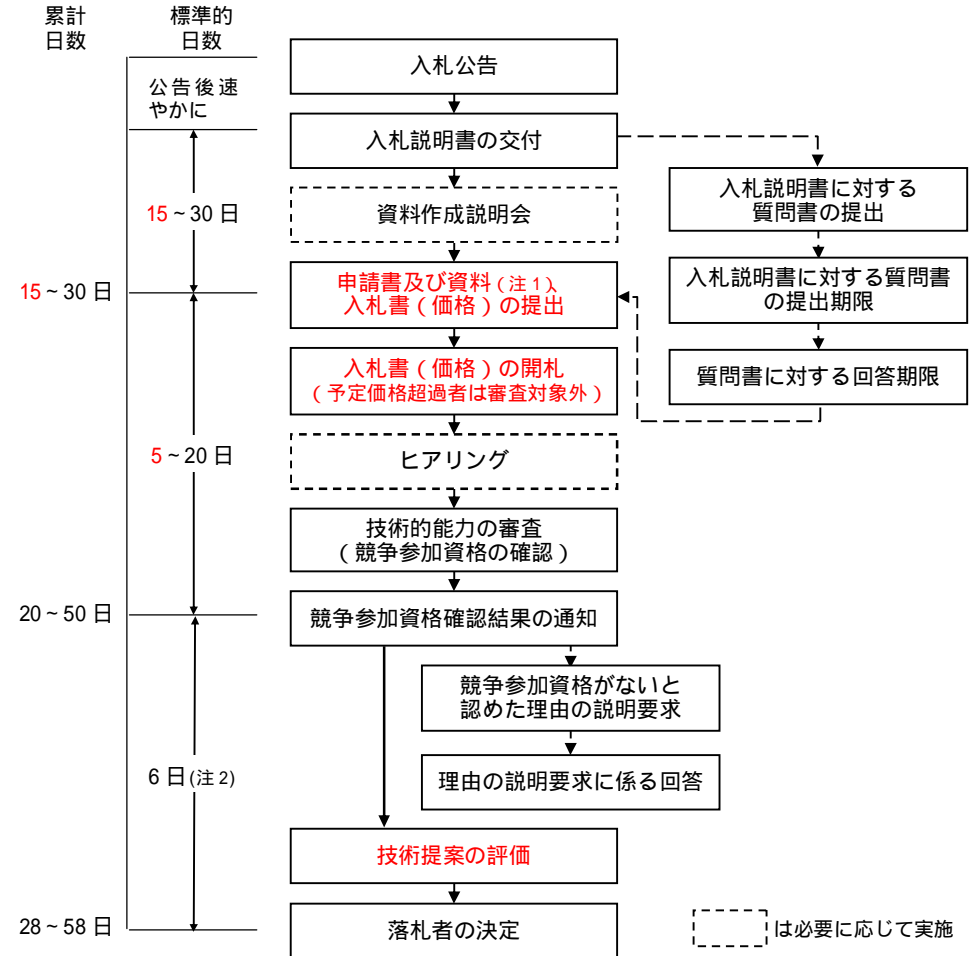 累計
日数
標準的
日数
公告後速
やかに
入札公告
入札説明書の交付
15～30 日
資料作成説明会
入札説明書に対する
質問書の提出
15～30 日
申請書及び資料（注1）、
入札書（価格）の提出
入札説明書に対する質問書
の提出期限
入札書（価格）の開札
（予定価格超過者は審査対象外）
質問書に対する回答期限
5～20 日
ヒアリング
技術的能力の審査
（競争参加資格の確認）
20～50 日
競争参加資格確認結果の通知
競争参加資格がないと
認めた理由の説明要求
6 日(注 2)
理由の説明要求に係る回答
技術提案の評価
28～58 日
落札者の決定
は必要に応じて実施